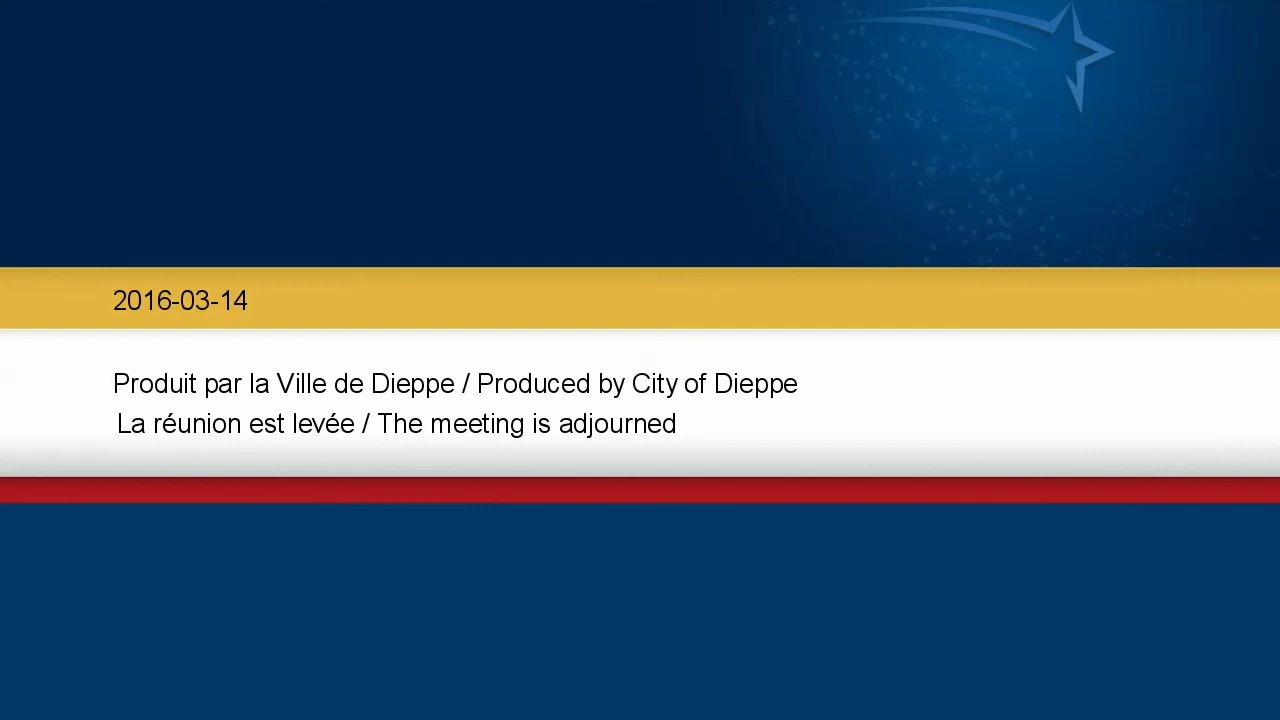 2016-03-14
Produit par la Ville de Dieppe / Produced by City of Dieppe
La réunion est levée / The meeting is adjourned